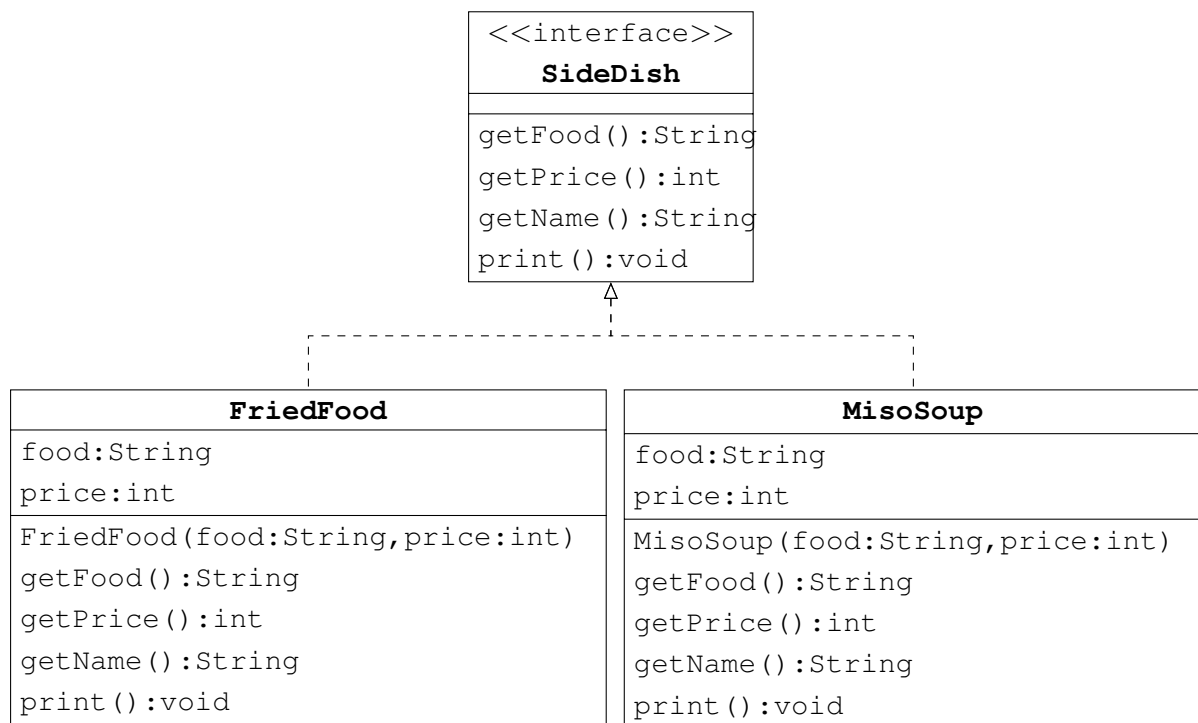 <<interface>>
SideDish
getFood():String
getPrice():int
getName():String
print():void
FriedFood
food:String
price:int
FriedFood(food:String,price:int)
getFood():String
getPrice():int
getName():String
print():void
MisoSoup
food:String
price:int
MisoSoup(food:String,price:int)
getFood():String
getPrice():int
getName():String
print():void